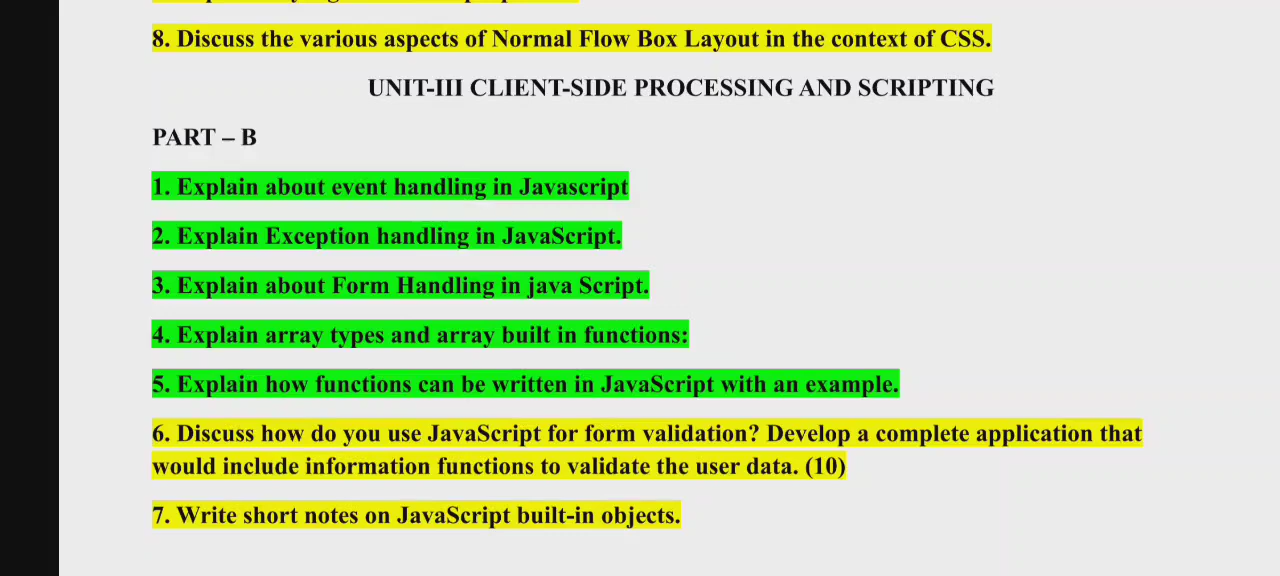 8. Discuss the various aspects of Normal Flow Box Layout in the context of CSS.
UNIT-III CLIENT-SIDE PROCESSING AND SCRIPTING
PART – B
1. Explain about event handling in Javascript
2. Explain Exception handling in JavaScript.
3. Explain about Form Handling in java Script.
4. Explain array types and array built in functions:
5. Explain how functions can be written in JavaScript with an example.
6. Discuss how do you use JavaScript for form validation? Develop a complete application that
would include information functions to validate the user data. (10)
7. Write short notes on JavaScript built-in objects.